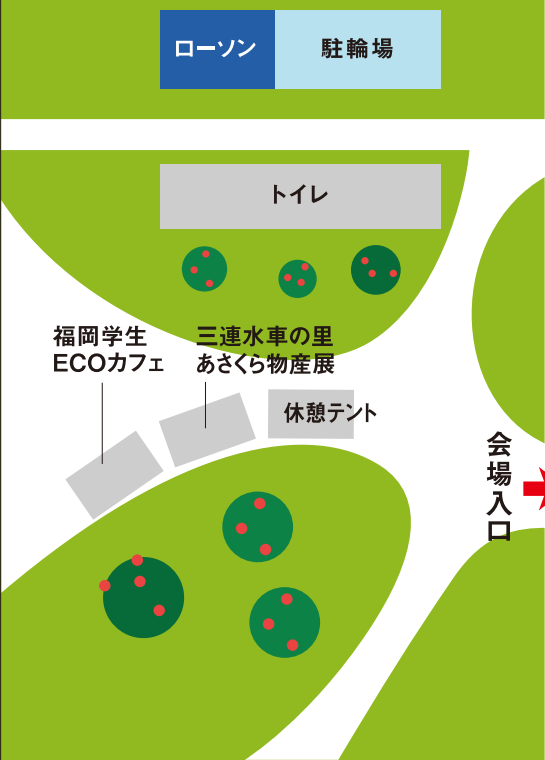 ローソン
駐輪場
トイレ
福岡学生
ECOカフェ
三連水車の里
あさくら物産展
休憩テント
会場入口